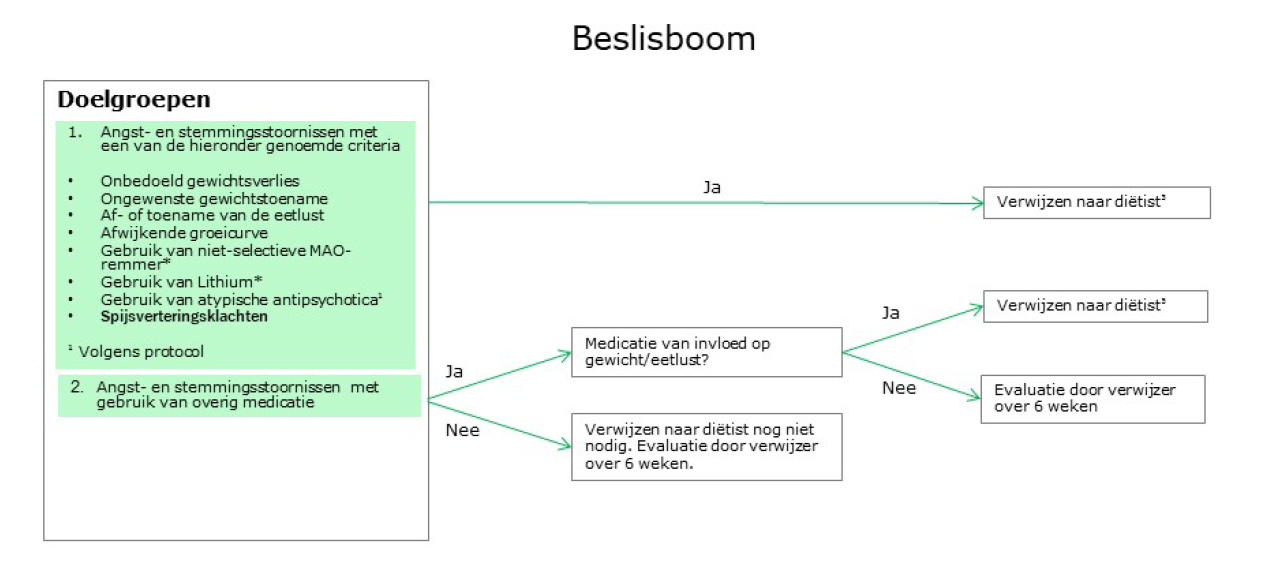 Beslisboom
Doelgroepen
1. Angst- en stemmingsstoornissen met
een van de hieronder genoemde criteria
• Onbedoeld gewichtsverlies
• Ongewenste gewichtstoename
• Af- of toename van de eetlust
• Afwijkende groeicurve
• Gebruik van niet-selectieve MAO-
remmer*
• Gebruik van Lithium*
• Gebruik van atypische antipsychotica¹
• Spijsverteringsklachten
¹ Volgens protocol
2. Angst- en stemmingsstoornissen met
gebruik van overig medicatie
Ja
Verwijzen naar diëtist²
Ja
Nee
Medicatie van invloed op
gewicht/eetlust?
Verwijzen naar diëtist nog niet
nodig. Evaluatie door verwijzer
over 6 weken.
Ja
Nee
Verwijzen naar diëtist²
Evaluatie door verwijzer
over 6 weken